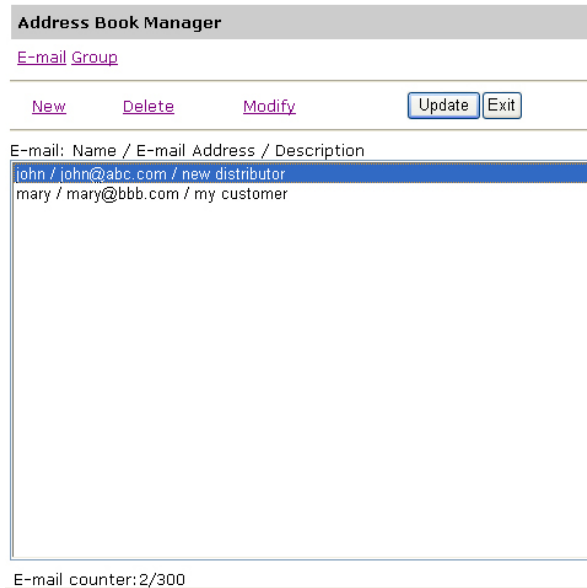 Address Book Manager
E-mail Group
New Delete Modify Update Exit
E-mail: Name / E-mail Address / Description
john / john@abc.com / new distributor
mary / mary@bbb.com / my customer
E-mail counter:2/300